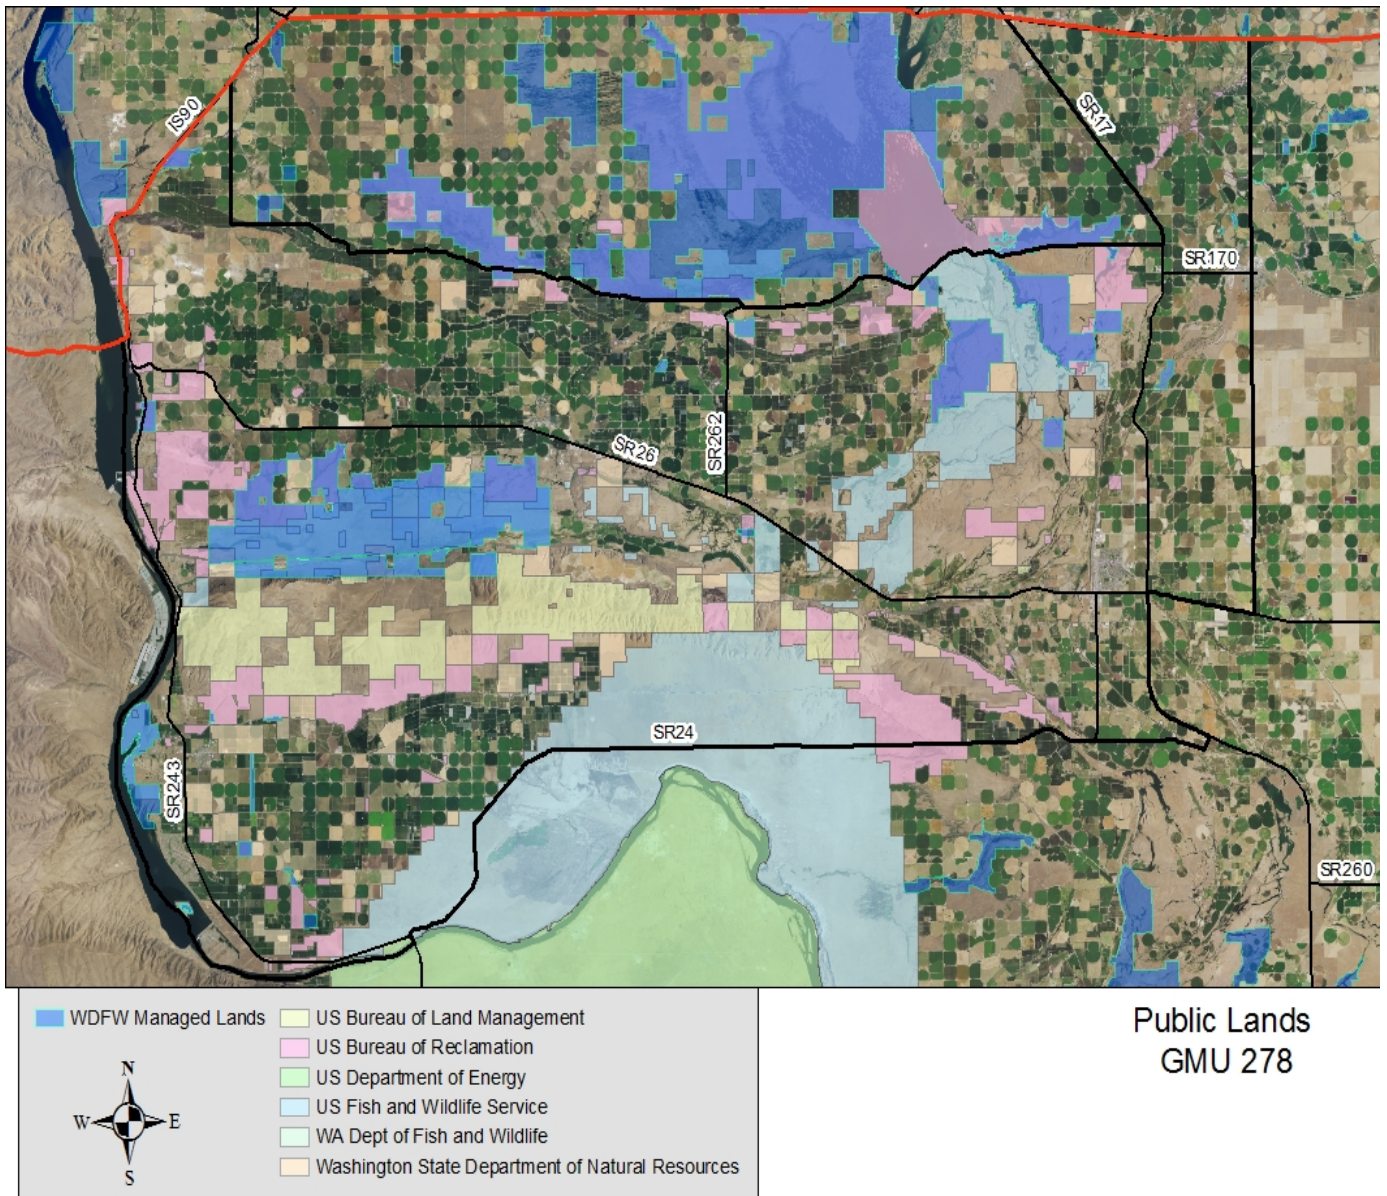 IS90
SR17
SR170
SR262
SR26
SR24
SR243
SR260
WDFW Managed Lands
US Bureau of Land Management
US Bureau of Reclamation
US Department of Energy
US Fish and Wildlife Service
WA Dept of Fish and Wildlife
Washington State Department of Natural Resources
N
W E
S
Public Lands
GMU 278